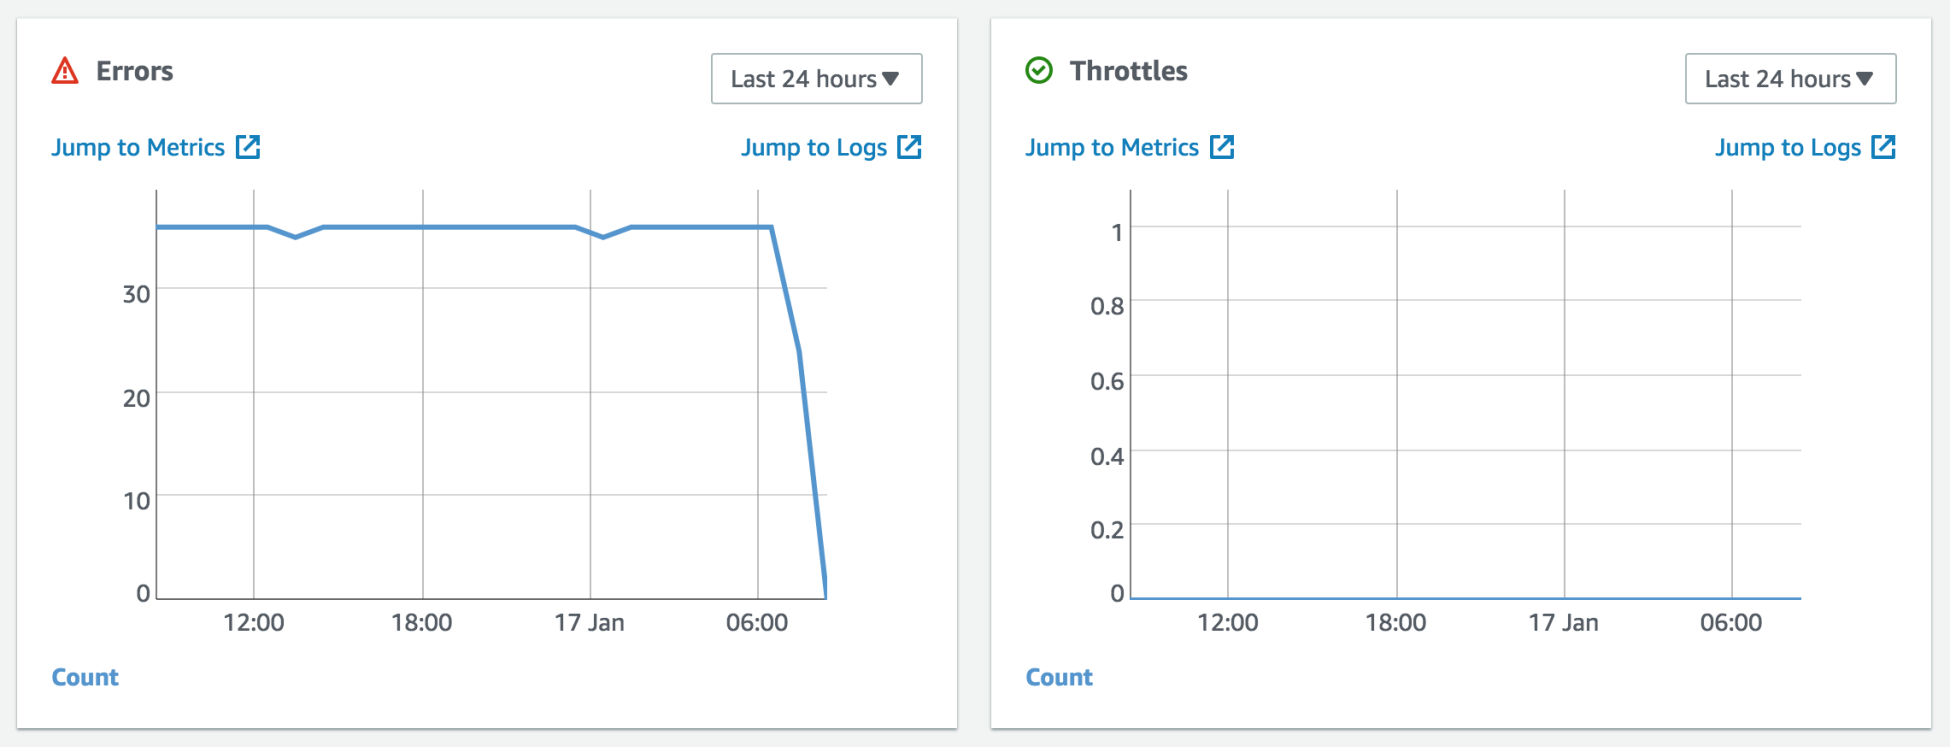 Errors
Last 24 hours
Jump to Metrics
Jump to Logs
30
20
10
0
12:00
18:00
17 Jan
06:00
Count
Throttles
Last 24 hours
Jump to Metrics
Jump to Logs
1
0.8
0.6
0.4
0.2
0
12:00
18:00
17 Jan
06:00
Count